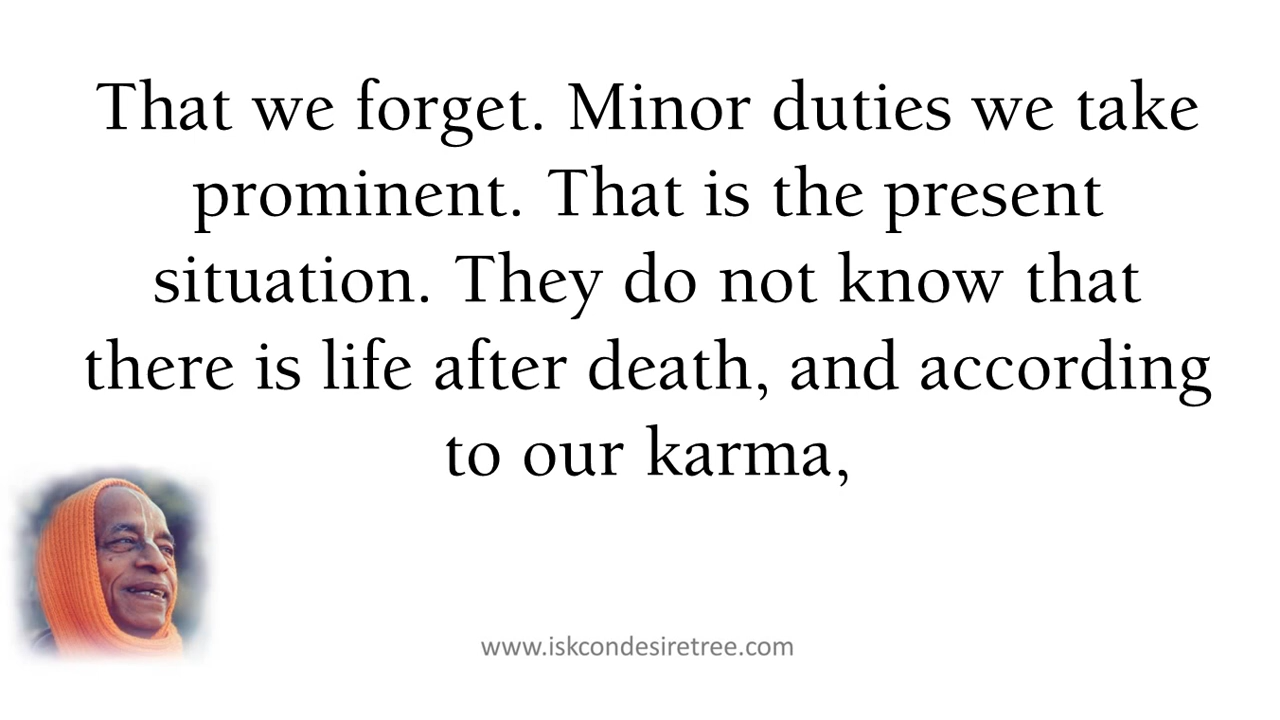 That we forget. Minor duties we take
prominent. That is the present
situation. They do not know that
there is life after death, and according
to our karma,
www.iskcondesiretree.com